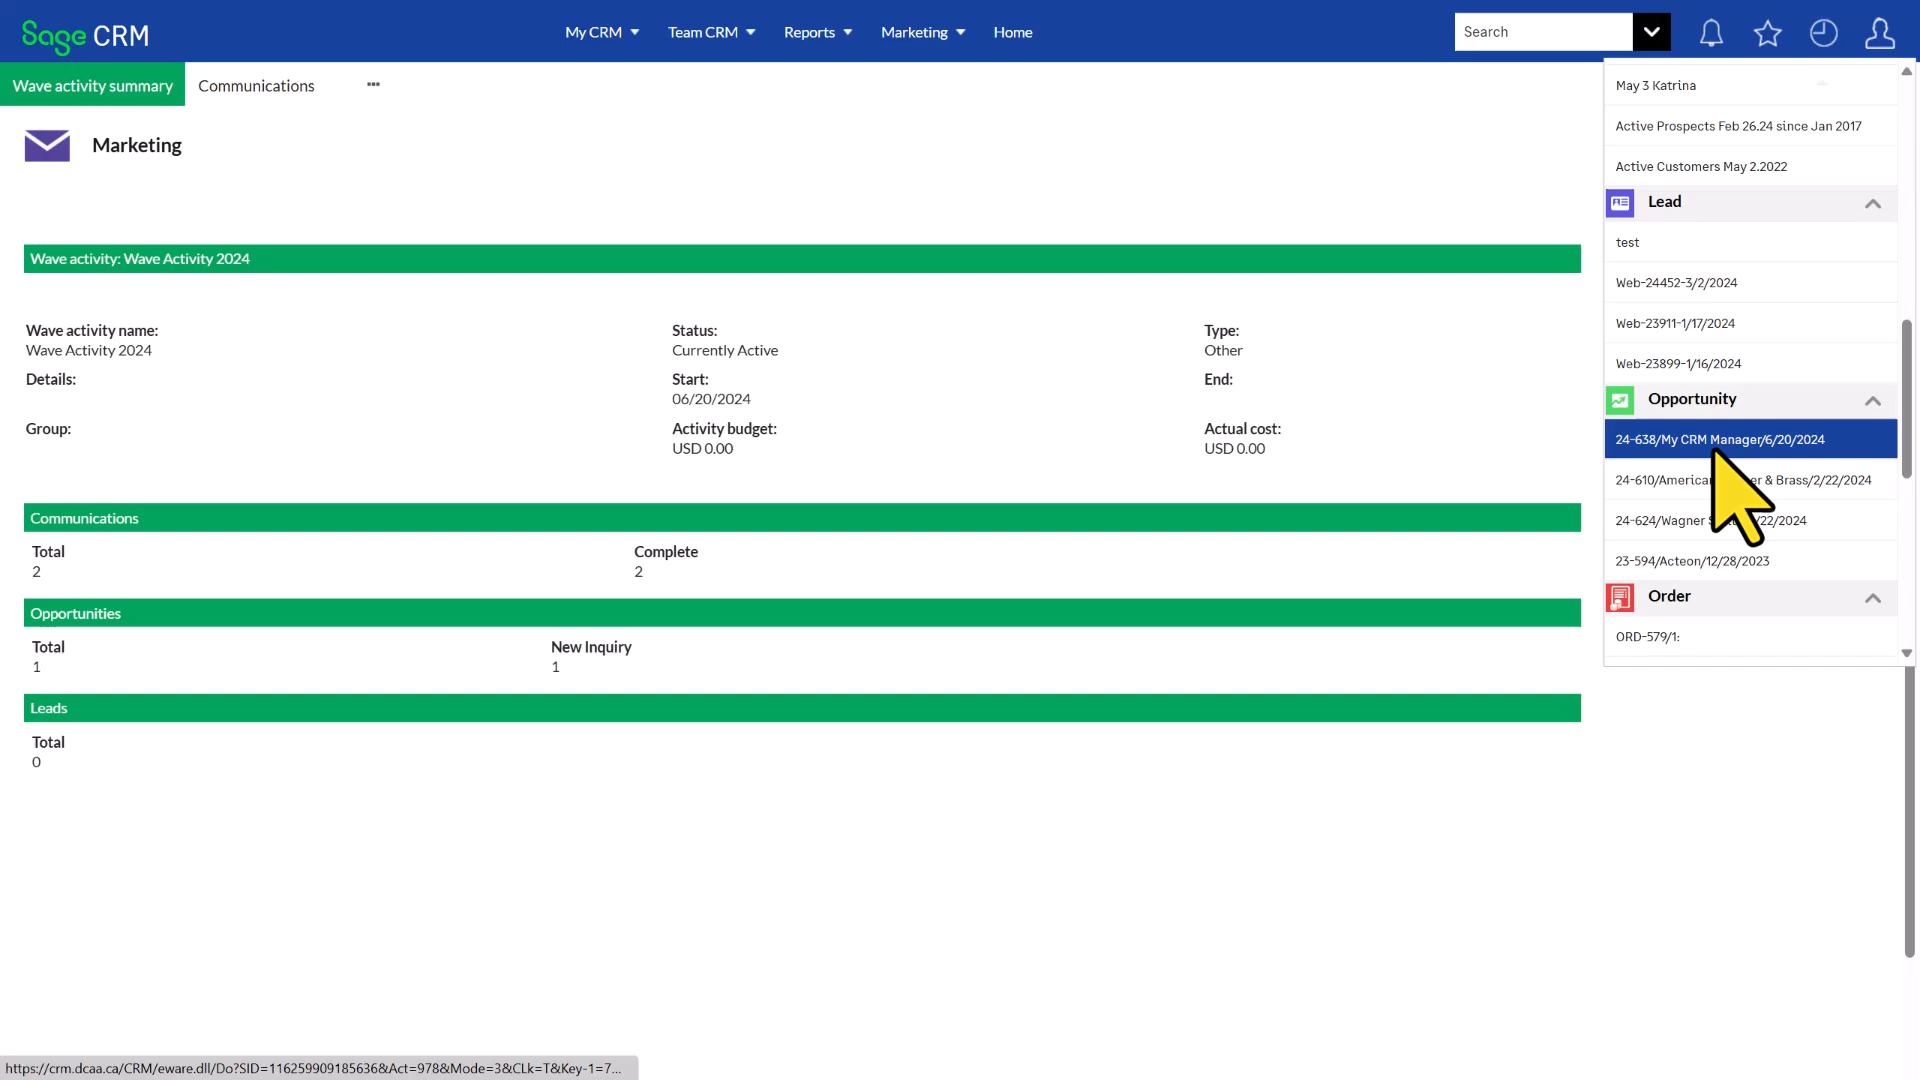 Sage CRM
My CRM
Team CRM
Reports
Marketing
Home
Search
Wave activity summary
Communications
Marketing
Wave activity: Wave Activity 2024
Wave activity name:
Wave Activity 2024
Status:
Currently Active
Type:
Other
Details:
Start:
06/20/2024
End:
Group:
Activity budget:
USD 0.00
Actual cost:
USD 0.00
Communications
Total
2
Complete
2
Opportunities
Total
1
New Inquiry
1
Leads
Total
0
May 3 Katrina
Active Prospects Feb 26.24 since Jan 2017
Active Customers May 2.2022
Lead
test
Web-24452-3/2/2024
Web-23911-1/17/2024
Web-23899-1/16/2024
Opportunity
24-638/My CRM Manager/6/20/2024
24-610/American & Brass/2/22/2024
24-624/Wagner /22/2024
23-594/Acteon/12/28/2023
Order
ORD-579/1:
https://crm.dcaa.ca/CRM/eware.dll/Do?SID=116259909185636&Act=978&Mode=3&CLk=T&Key-1=7...